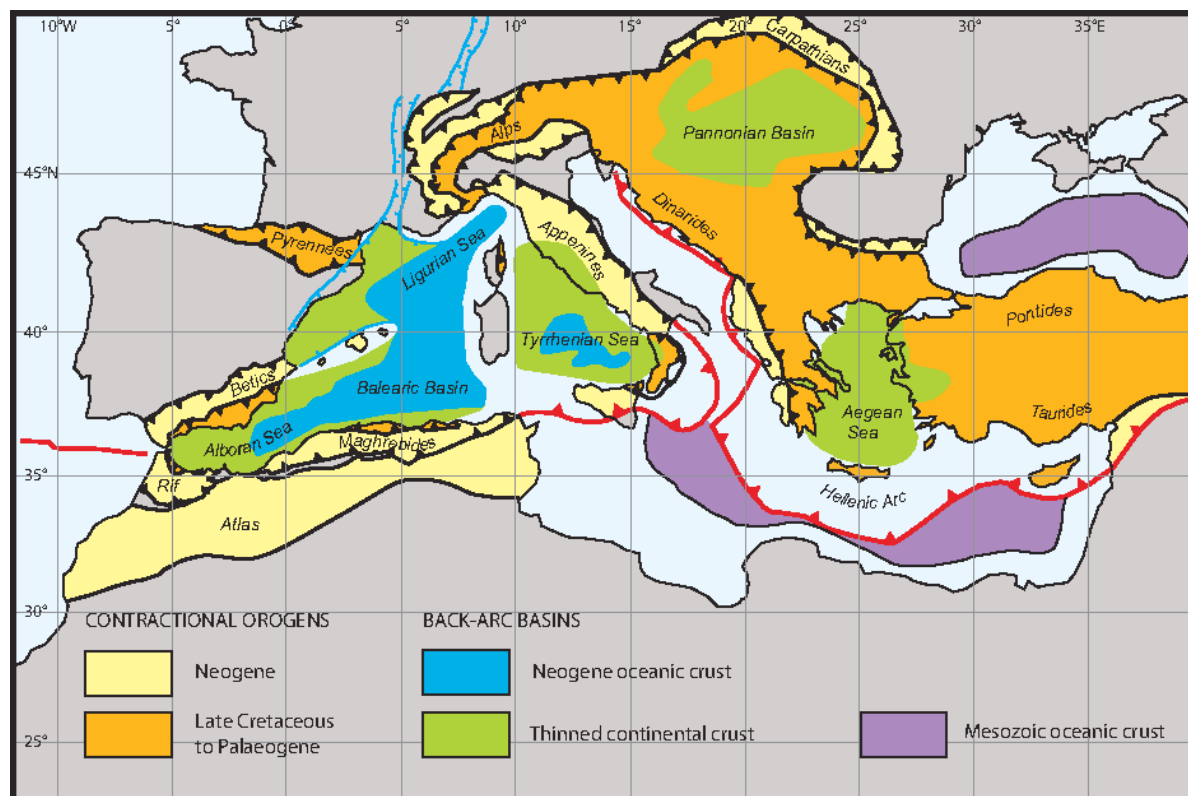 10°W 5° 0° 5° 10° 15° 20° 25° 30° 35°E
Carpathians
Alps
Pannonian Basin
45°N
Dinarides
Pyrennees
Ligurian Sea
Appenines
40°
Pontides
Tyrrhenian Sea
Betics
Balearic Basin
Aegean
Sea
Taurides
Alboran Sea
Maghrebides
35°
Rif
Hellenic Arc
Atlas
30°
CONTRACTIONAL OROGENS
BACK-ARC BASINS
Neogene
Neogene oceanic crust
Late Cretaceous
to Palaeogene
Thinned continental crust
Mesozoic oceanic crust
25°